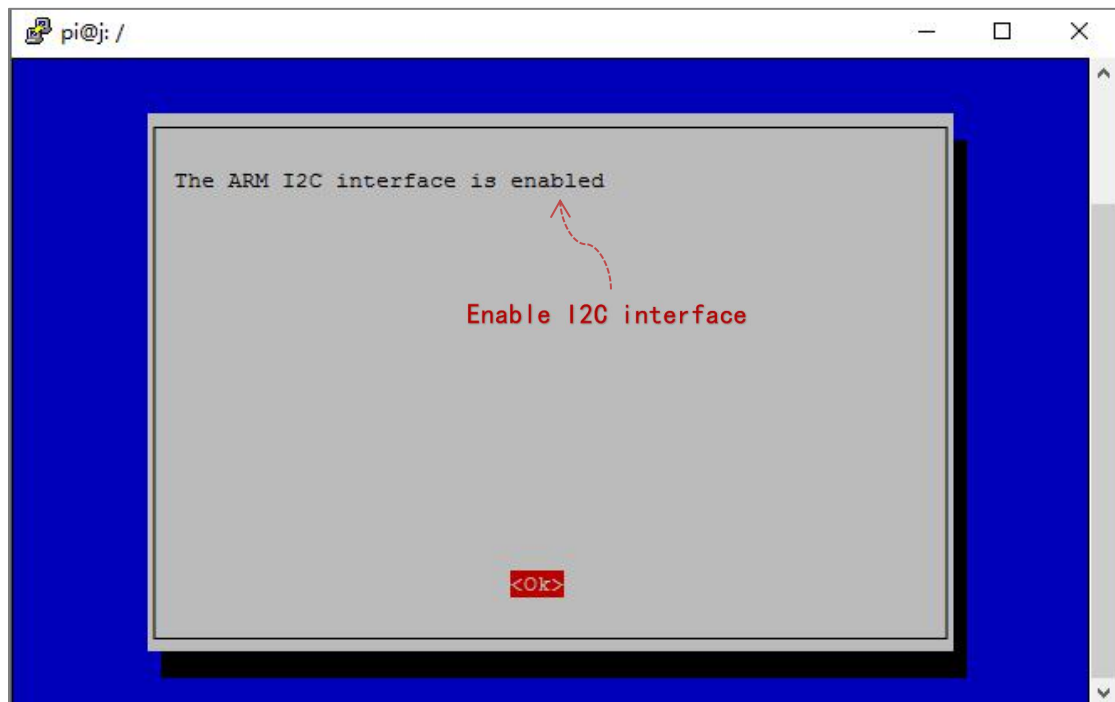 pi@j: /
The ARM I2C interface is enabled
Enable I2C interface
<Ok>